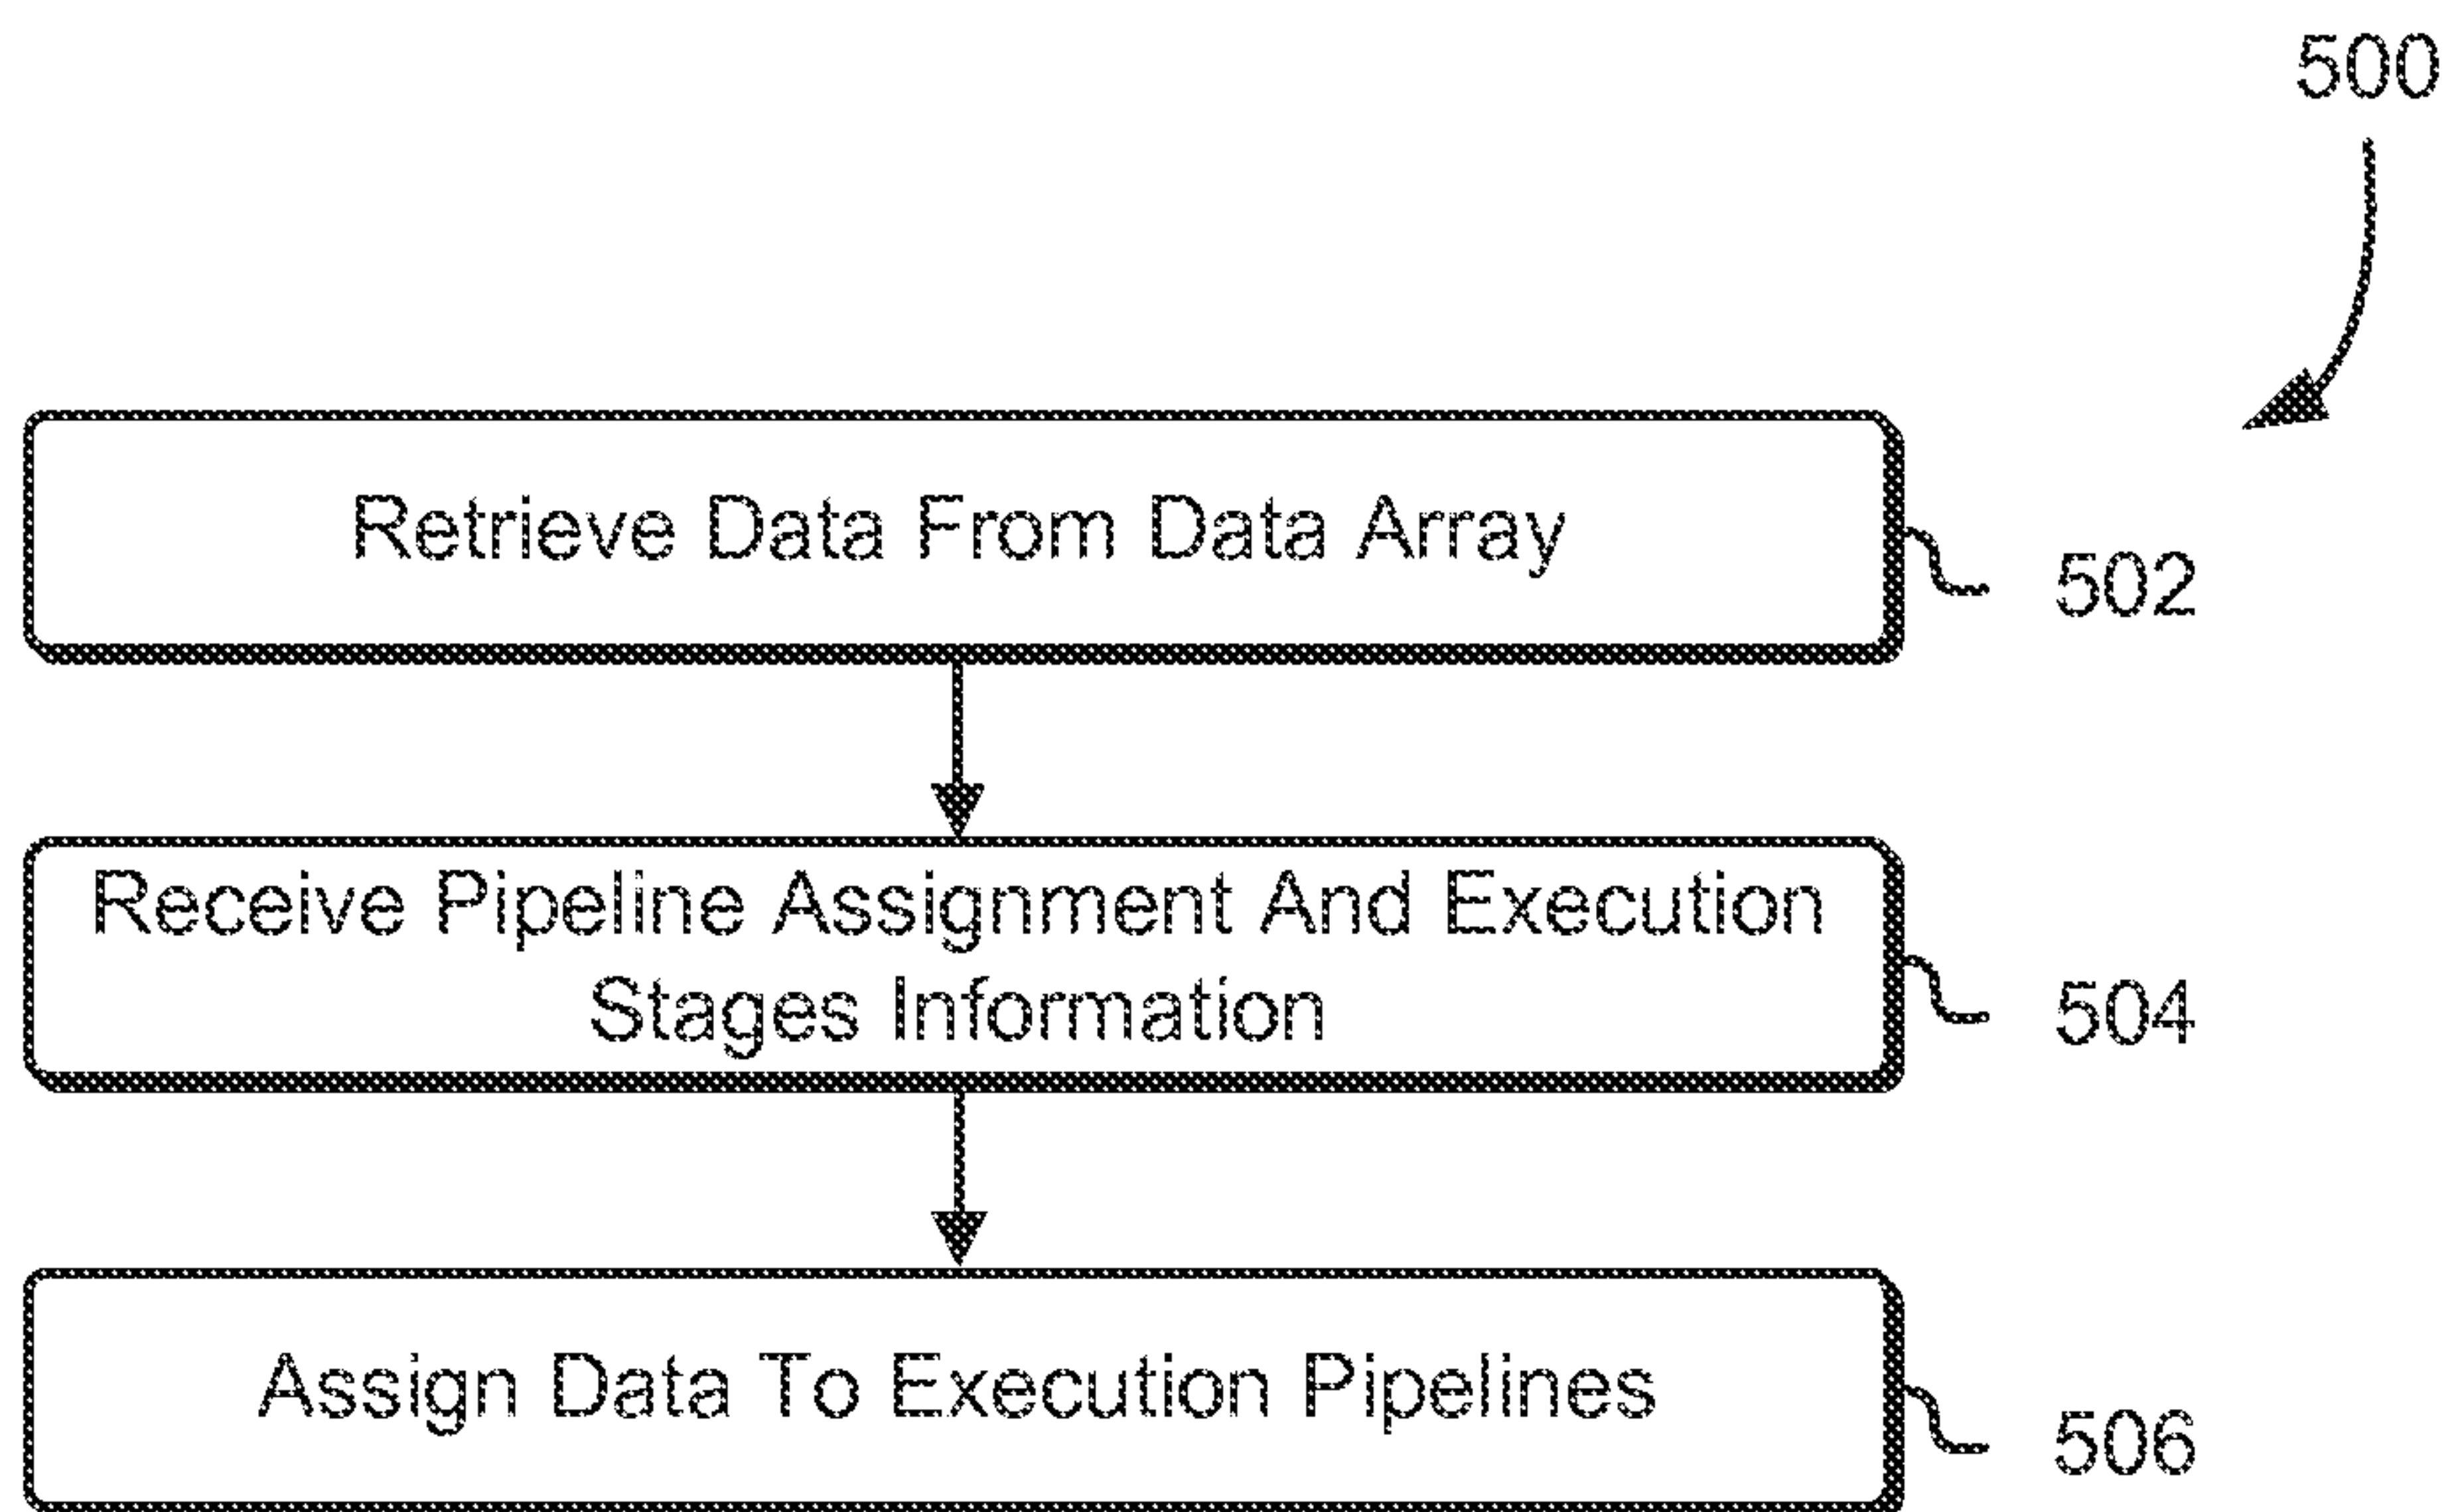 500
Retrieve Data From Data Array
502
Receive Pipeline Assignment And Execution
Stages Information
504
Assign Data To Execution Pipelines
506